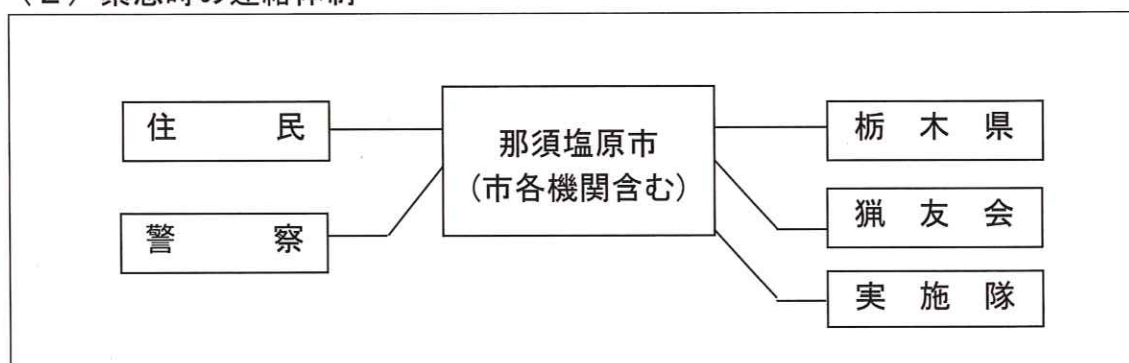 (2)緊急時の連絡体制
住民
警察
那須塩原市
(市各機関含む)
栃木県
猟友会
実施隊